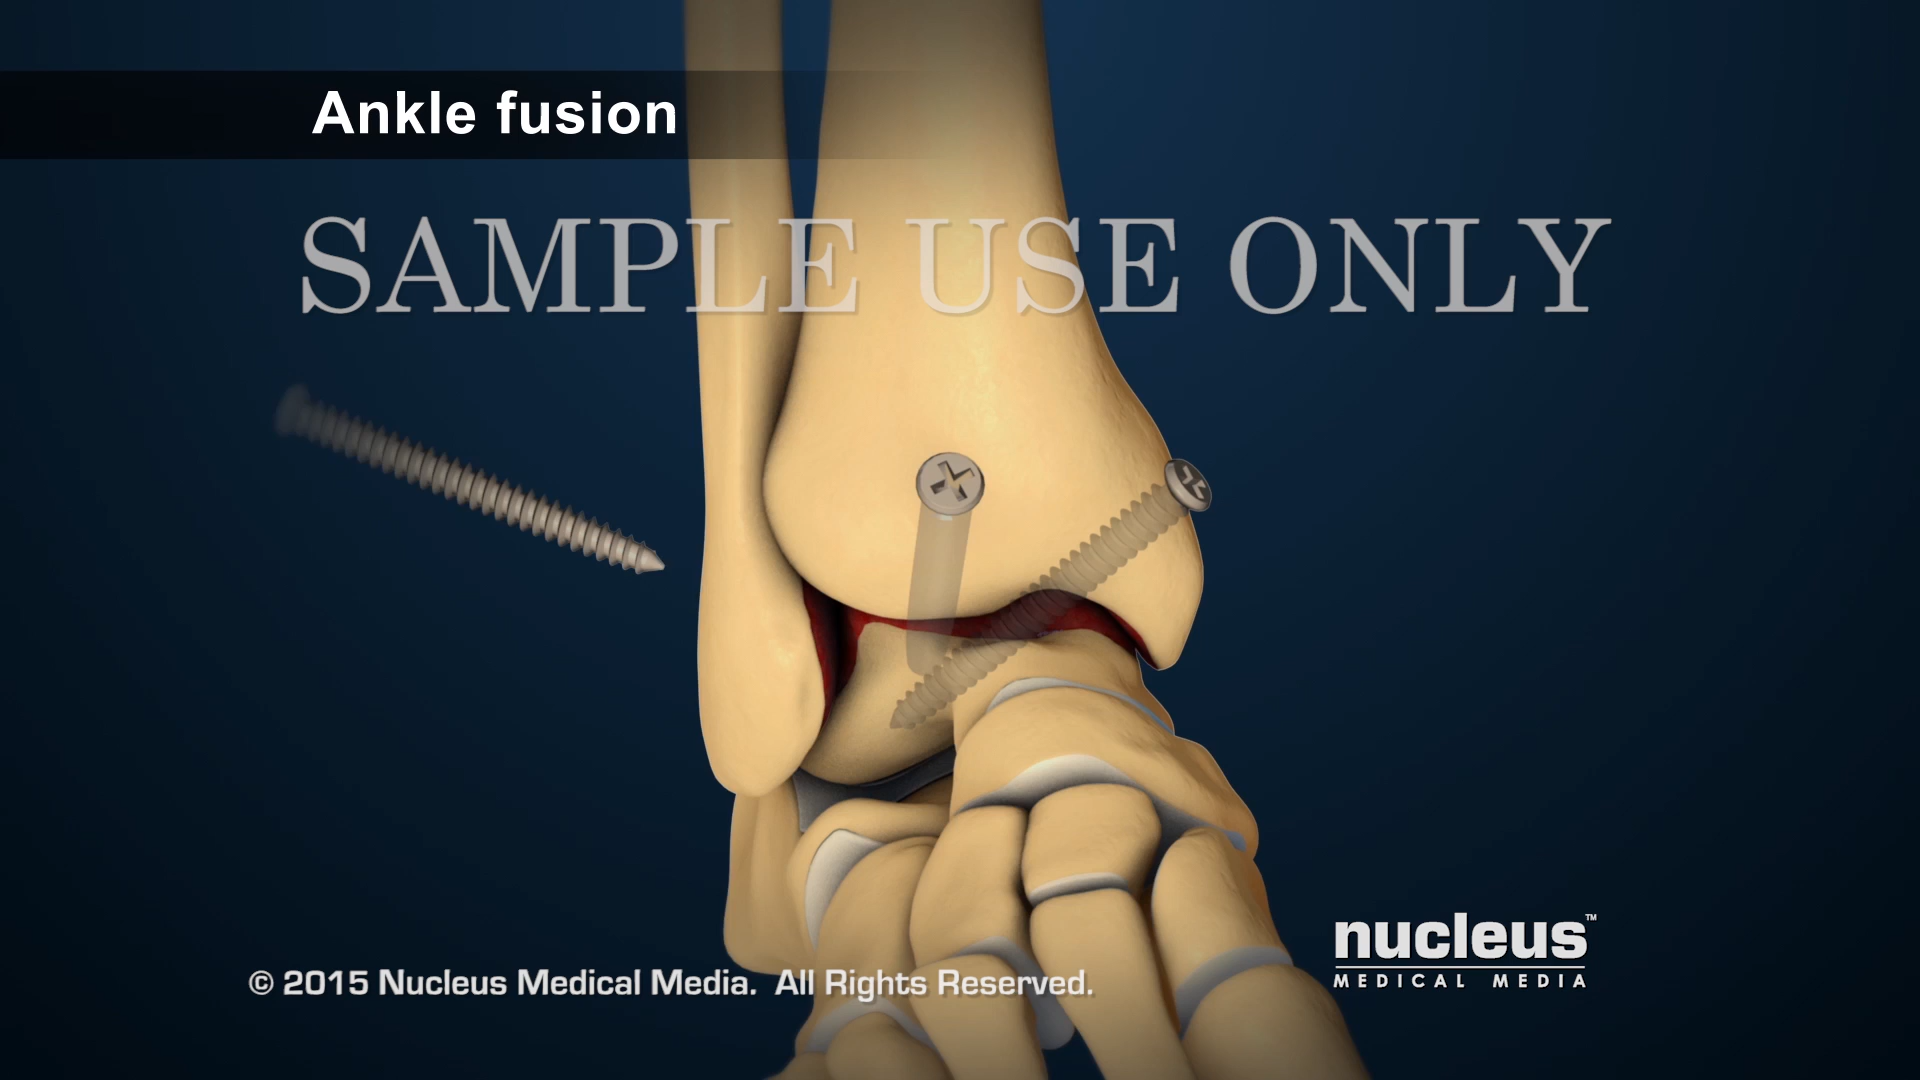 Ankle fusion
SAMPLE USE ONLY
nucleus™
MEDICAL MEDIA
© 2015 Nucleus Medical Media. All Rights Reserved.